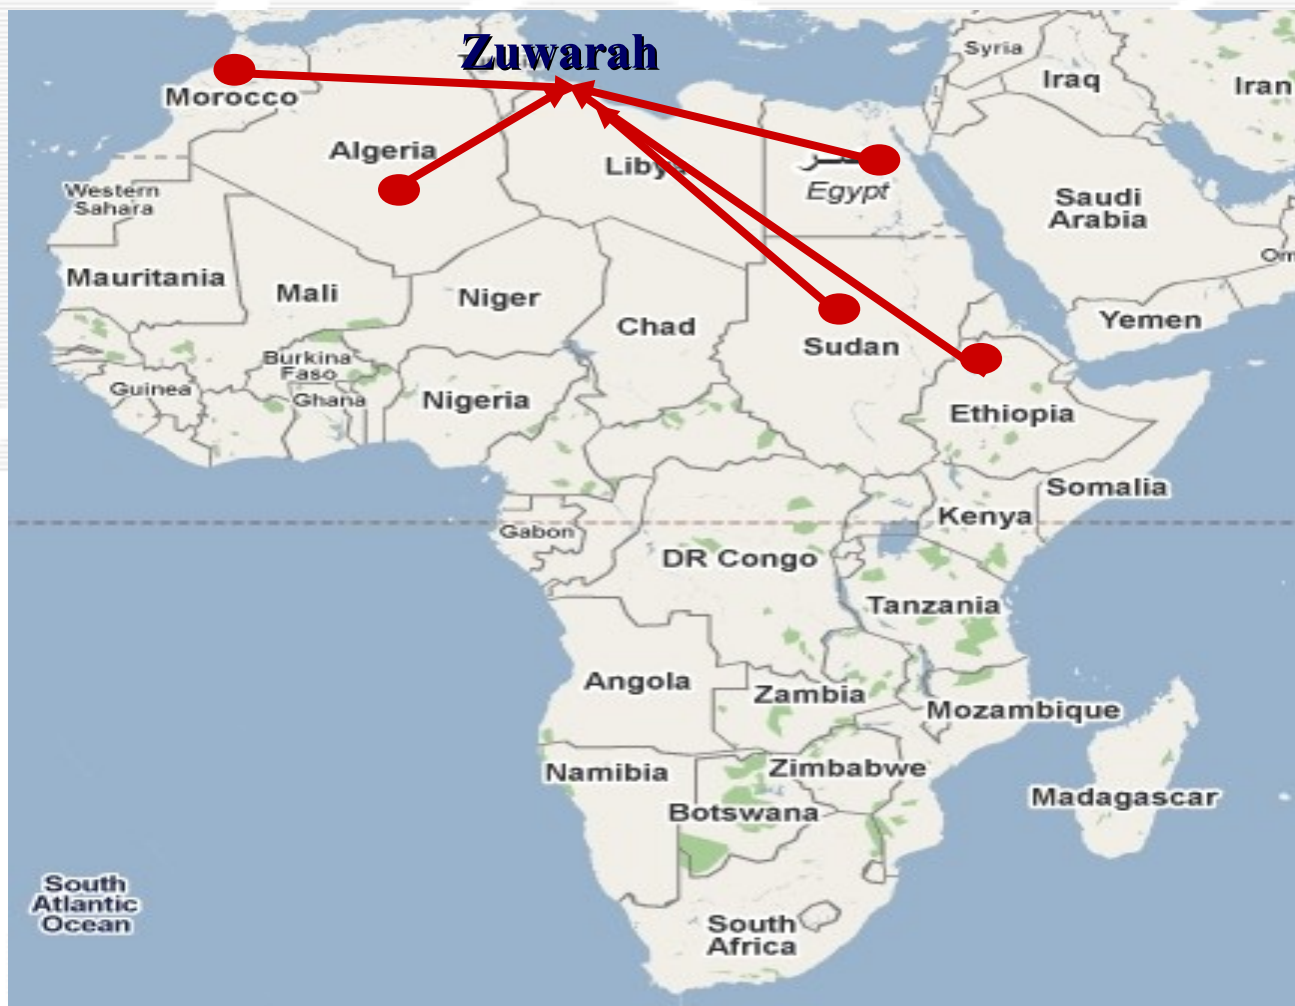 Zuwarah
Syria
Iraq
Iran
Morocco
Algeria
Libya
Egypt
Western
Sahara
Saudi
Arabia
Mauritania
Mali
Niger
Chad
Sudan
Yemen
Burkina
Faso
Guinea
Ghana
Nigeria
Ethiopia
Somalia
Kenya
Gabon
DR Congo
Tanzania
Angola
Zambia
Mozambique
Namibia
Zimbabwe
Botswana
Madagascar
South
Atlantic
Ocean
South
Africa